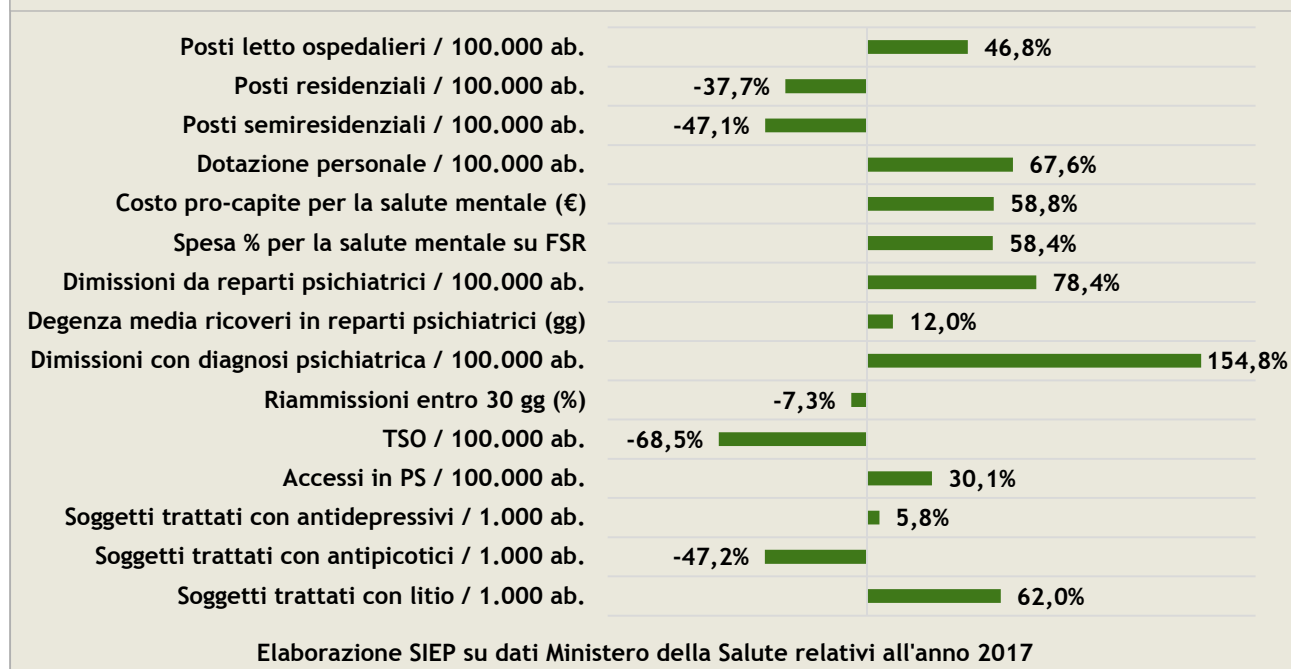 Posti letto ospedalieri / 100.000 ab. 46,8%
Posti residenziali / 100.000 ab. -37,7%
Posti semiresidenziali / 100.000 ab. -47,1%
Dotazione personale / 100.000 ab. 67,6%
Costo pro-capite per la salute mentale (€) 58,8%
Spesa % per la salute mentale su FSR 58,4%
Dimissioni da reparti psichiatrici / 100.000 ab. 78,4%
Degenza media ricoveri in reparti psichiatrici (gg) 12,0%
Dimissioni con diagnosi psichiatrica / 100.000 ab. 154,8%
Riammissioni entro 30 gg (%) -7,3%
TSO / 100.000 ab. -68,5%
Accessi in PS / 100.000 ab. 30,1%
Soggetti trattati con antidepressivi / 1.000 ab. 5,8%
Soggetti trattati con antipicotici / 1.000 ab. -47,2%
Soggetti trattati con litio / 1.000 ab. 62,0%
Elaborazione SIEP su dati Ministero della Salute relativi all'anno 2017